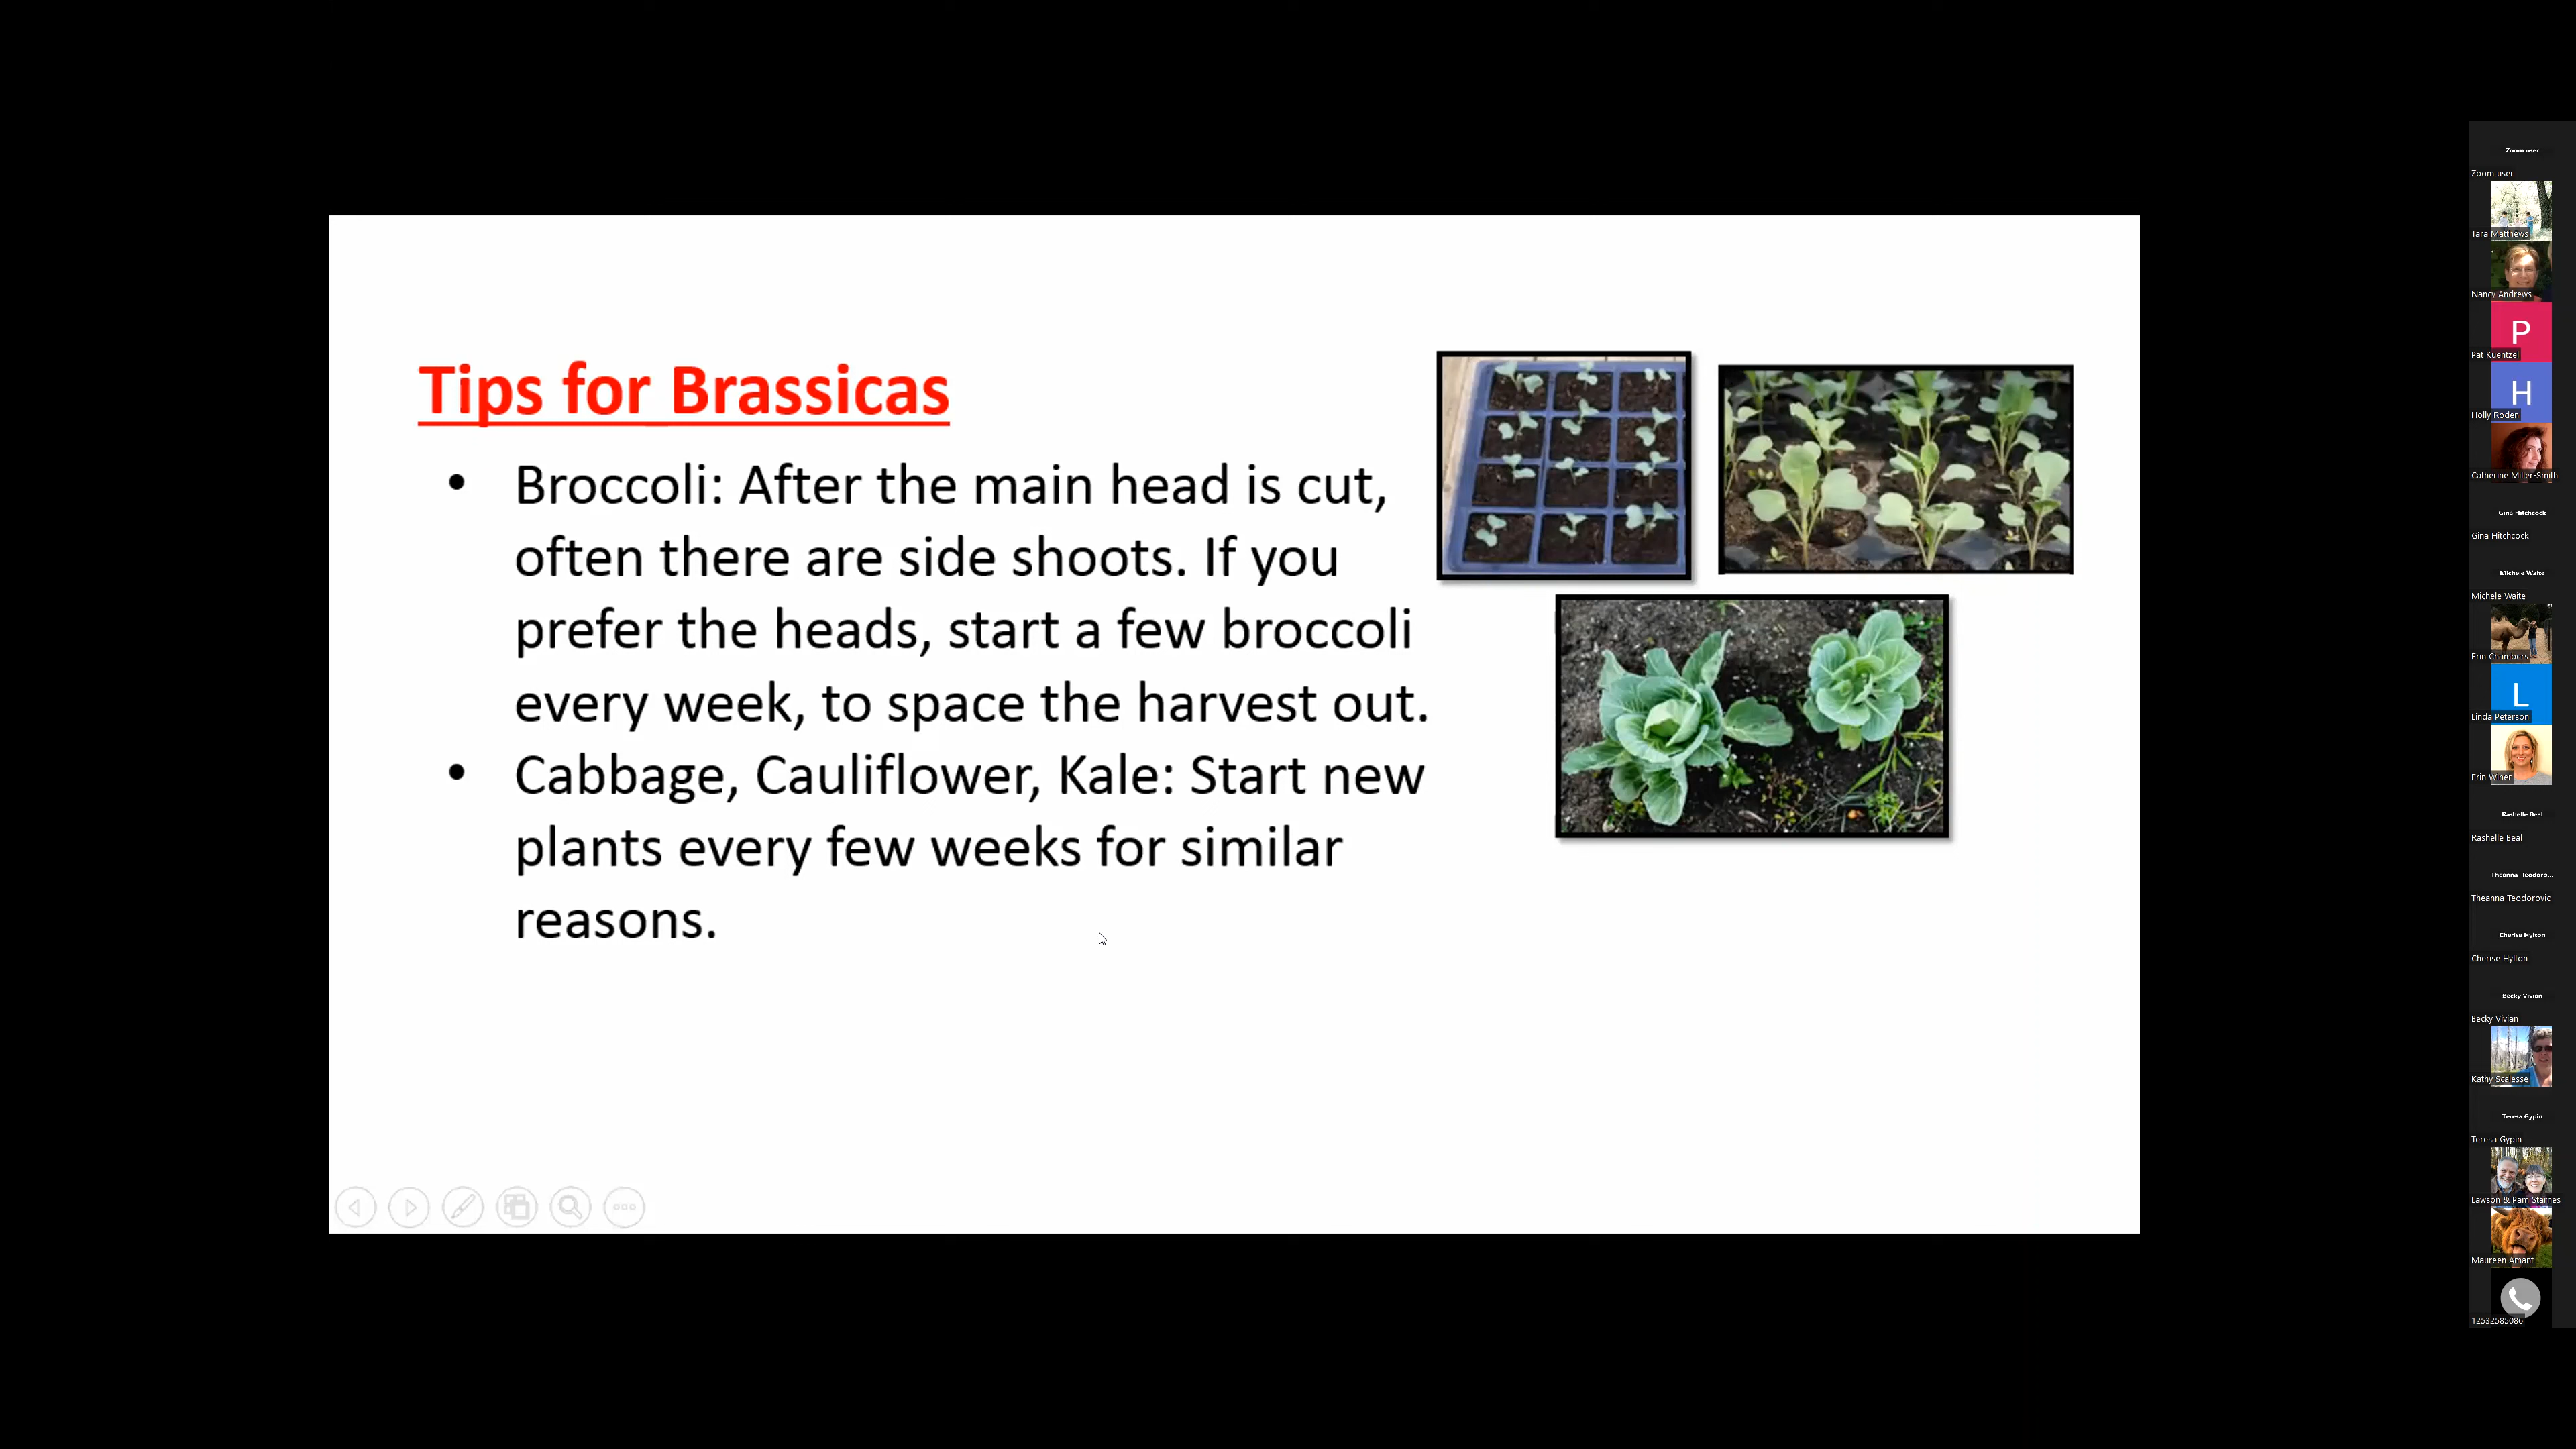 Tips for Brassicas
• Broccoli: After the main head is cut,
often there are side shoots. If you
prefer the heads, start a few broccoli
every week, to space the harvest out.
• Cabbage, Cauliflower, Kale: Start new
plants every few weeks for similar
reasons.
Zoom user
Zoom user
Tara Matthews
Nancy Andrews
P
Pat Kuentzel
H
Holly Roden
Catherine Miller-Smith
Gina Hitchcock
Gina Hitchcock
Michele Waite
Michele Waite
Erin Chambers
L
Linda Peterson
Erin Winer
Rashelle Beal
Rashelle Beal
Theanna Teodoro...
Theanna Teodorovic
Cherise Hylton
Cherise Hylton
Becky Vivian
Becky Vivian
Kathy Scalesse
Teresa Gypin
Teresa Gypin
Lawson & Pam Starnes
Maureen Amant
12532585086